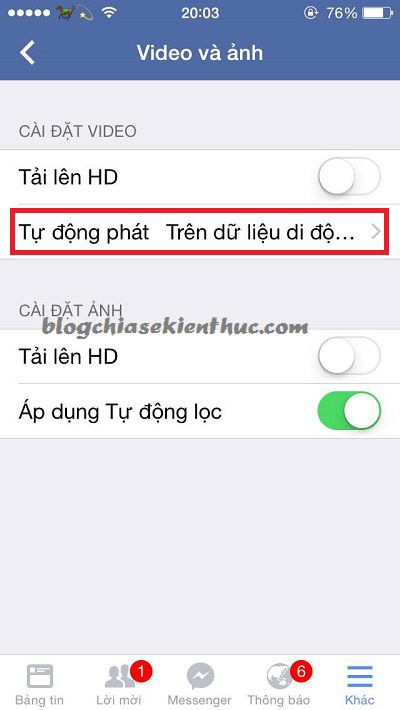 20:03 76%
Video và ảnh
CÀI ĐẶT VIDEO
Tải lên HD
Tự động phát Trên dữ liệu di độ...
CÀI ĐẶT ẢNH
blogchiasekienthuc.com
Tải lên HD
Áp dụng Tự động lọc
1 6
Bảng tin Lời mời Messenger Thông báo Khác